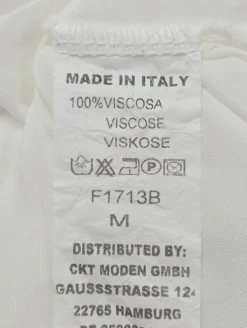 MADE IN ITALY
100%VISCOSA
VISCOSE
VISKOSE
F1713B
M
DISTRIBUTED BY:
CKT MODEN GMBH
GAUSSSTRASSE 124
22765 HAMBURG